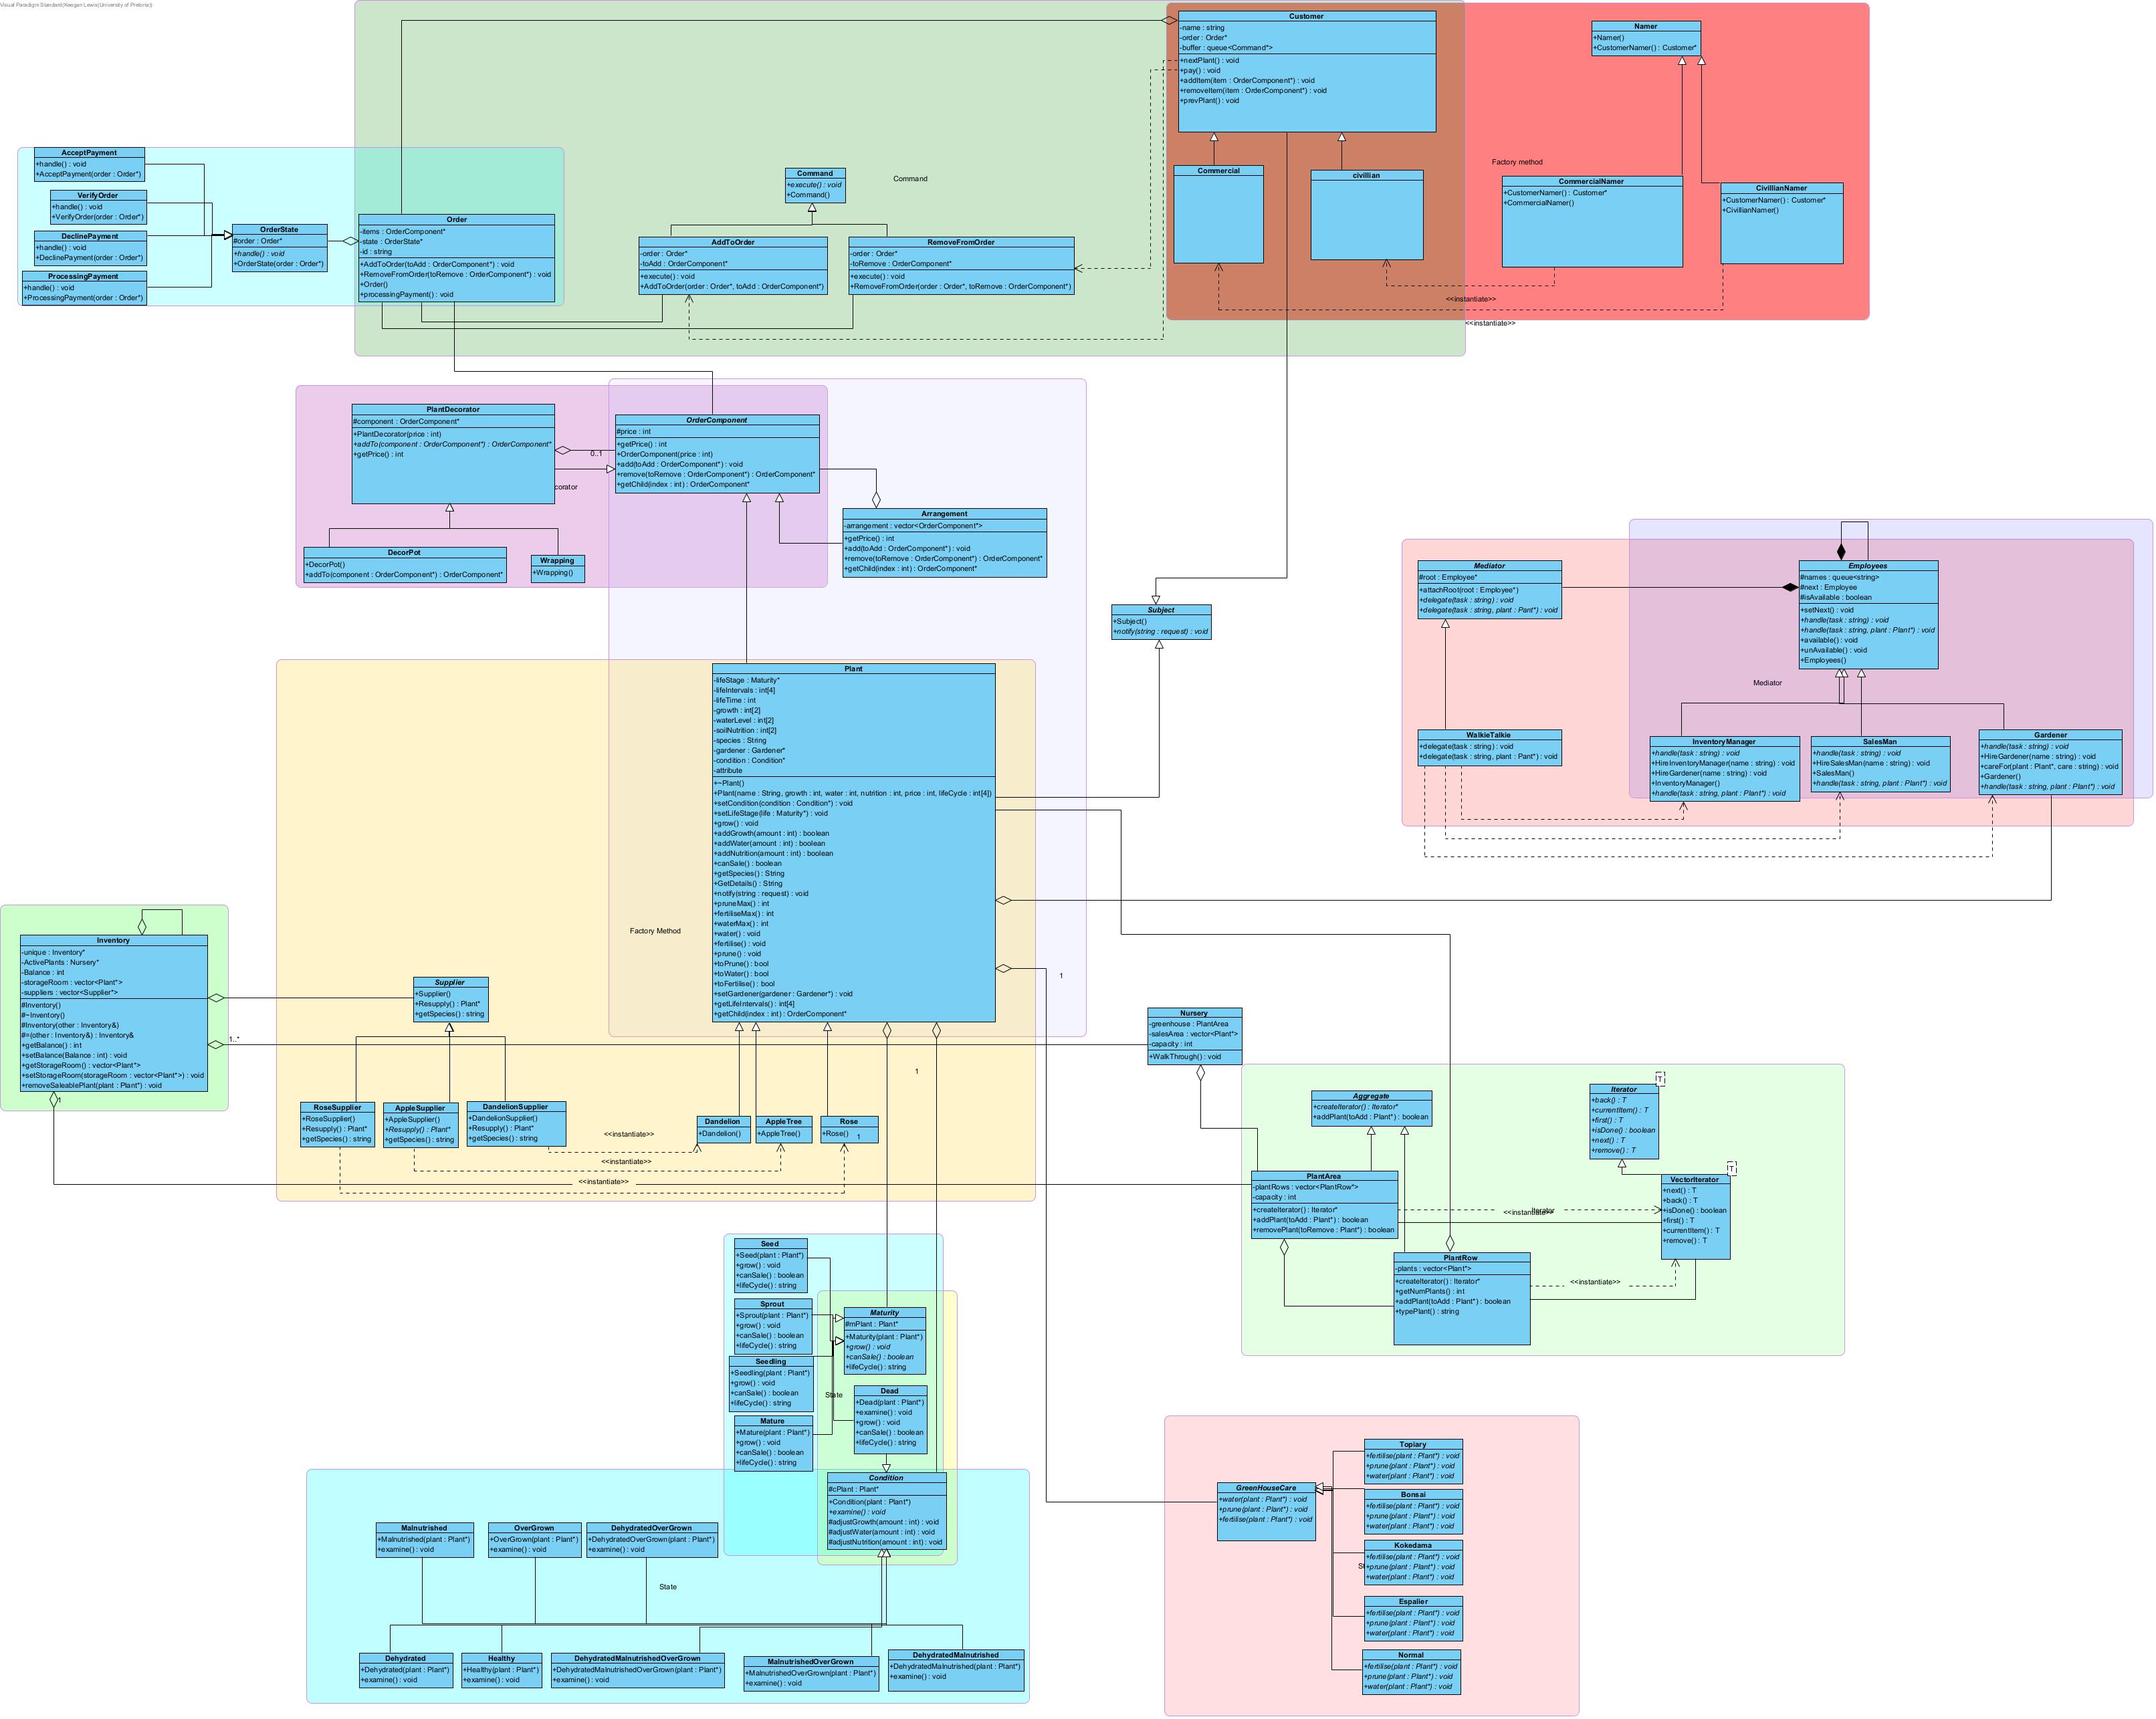 Visual Paradigm Standard(Keegan Lewis(University of Pretoria))
Customer
-name : string
-order : Order*
-buffer : queue<Command*>
+nextPlant() : void
+pay() : void
+addItem(item : OrderComponent*) : void
+removeItem(item : OrderComponent*) : void
+prevPlant() : void
Namer
+Namer()
+CustomerNamer() : Customer*
Factory method
Commercial
civillian
CommercialNamer
+CustomerNamer() : Customer*
+CommercialNamer()
CivillianNamer
+CustomerNamer() : Customer*
+CivillianNamer()
<<instantiate>>
<<instantiate>>
AcceptPayment
+handle() : void
+AcceptPayment(order : Order*)
VerifyOrder
+handle() : void
+VerifyOrder(order : Order*)
DeclinePayment
+handle() : void
+DeclinePayment(order : Order*)
ProcessingPayment
+handle() : void
+ProcessingPayment(order : Order*)
OrderState
#order : Order*
+handle() : void
+OrderState(order : Order*)
Order
-items : OrderComponent*
-state : OrderState*
-id : string
+AddToOrder(toAdd : OrderComponent*) : void
+RemoveFromOrder(toRemove : OrderComponent*) : void
+Order()
+processingPayment() : void
Command
+execute() : void
+Command()
Command
AddToOrder
-order : Order*
-toAdd : OrderComponent*
+execute() : void
+AddToOrder(order : Order*, toAdd : OrderComponent*)
RemoveFromOrder
-order : Order*
-toRemove : OrderComponent*
+execute() : void
+RemoveFromOrder(order : Order*, toRemove : OrderComponent*)
PlantDecorator
#component : OrderComponent*
+PlantDecorator(price : int)
+addTo(component : OrderComponent*) : OrderComponent*
+getPrice() : int
0..1
corator
OrderComponent
#price : int
+getPrice() : int
+OrderComponent(price : int)
+add(toAdd : OrderComponent*) : void
+remove(toRemove : OrderComponent*) : OrderComponent*
+getChild(index : int) : OrderComponent*
DecorPot
+DecorPot()
+addTo(component : OrderComponent*) : OrderComponent*
Wrapping
+Wrapping()
Arrangement
-arrangement : vector<OrderComponent*>
+getPrice() : int
+add(toAdd : OrderComponent*) : void
+remove(toRemove : OrderComponent*) : OrderComponent*
+getChild(index : int) : OrderComponent*
Subject
+Subject()
+notify(string : request) : void
Mediator
#root : Employee*
+attachRoot(root : Employee*)
+delegate(task : string) : void
+delegate(task : string, plant : Pant*) : void
Employees
#names : queue<string>
#next : Employee
#isAvailable : boolean
+setNext() : void
+handle(task : string) : void
+handle(task : string, plant : Plant*) : void
+available() : void
+unAvailable() : void
+Employees()
Mediator
WalkieTalkie
+delegate(task : string) : void
+delegate(task : string, plant : Pant*) : void
InventoryManager
+handle(task : string) : void
+HireInventoryManager(name : string) : void
+HireGardener(name : string) : void
+InventoryManager()
+handle(task : string, plant : Plant*) : void
SalesMan
+handle(task : string) : void
+HireSalesMan(name : string) : void
+SalesMan()
+handle(task : string, plant : Plant*) : void
Gardener
+handle(task : string) : void
+HireGardener(name : string) : void
+careFor(plant : Plant*, care : string) : void
+Gardener()
+handle(task : string, plant : Plant*) : void
Plant
-lifeStage : Maturity*
-lifeIntervals : int[4]
-lifeTime : int
-growth : int[2]
-waterLevel : int[2]
-soilNutrition : int[2]
-species : String
-gardener : Gardener*
-condition : Condition*
-attribute
+~Plant()
+Plant(name : String, growth : int, water : int, nutrition : int, price : int, lifeCycle : int[4])
+setCondition(condition : Condition*) : void
+setLifeStage(life : Maturity*) : void
+grow() : void
+addGrowth(amount : int) : boolean
+addWater(amount : int) : boolean
+addNutrition(amount : int) : boolean
+canSale() : boolean
+getSpecies() : String
+GetDetails() : String
+notify(string : request) : void
+pruneMax() : int
+fertiliseMax() : int
+waterMax() : int
+water() : void
+fertilise() : void
+prune() : void
+toPrune() : bool
+toWater() : bool
+toFertilise() : bool
+setGardener(gardener : Gardener*) : void
+getLifeIntervals() : int[4]
+getChild(index : int) : OrderComponent*
Factory Method
1
1
Inventory
-unique : Inventory*
-ActivePlants : Nursery*
-Balance : int
-storageRoom : vector<Plant*>
-suppliers : vector<Supplier*>
#Inventory()
#~Inventory()
#Inventory(other : Inventory&)
#=(other : Inventory&) : Inventory&
+getBalance() : int
+setBalance(Balance : int) : void
+getStorageRoom() : vector<Plant*>
+setStorageRoom(storageRoom : vector<Plant*>) : void
+removeSaleablePlant(plant : Plant*) : void
1..*
1
Supplier
+Supplier()
+Resupply() : Plant*
+getSpecies() : string
RoseSupplier
+RoseSupplier()
+Resupply() : Plant*
+getSpecies() : string
AppleSupplier
+AppleSupplier()
+Resupply() : Plant*
+getSpecies() : string
DandelionSupplier
+DandelionSupplier()
+Resupply() : Plant*
+getSpecies() : string
Dandelion
+Dandelion()
AppleTree
+AppleTree()
Rose
+Rose()
1
<<instantiate>>
<<instantiate>>
<<instantiate>>
Nursery
-greenhouse : PlantArea
-salesArea : vector<Plant*>
-capacity : int
+WalkThrough() : void
Aggregate
+createIterator() : Iterator*
+addPlant(toAdd : Plant*) : boolean
T
Iterator
+back() : T
+currentItem() : T
+first() : T
+isDone() : boolean
+next() : T
+remove() : T
T
VectorIterator
+next() : T
+back() : T
+isDone() : boolean
+first() : T
+currentItem() : T
+remove() : T
PlantArea
-plantRows : vector<PlantRow*>
-capacity : int
+createIterator() : Iterator*
+addPlant(toAdd : Plant*) : boolean
+removePlant(toRemove : Plant*) : boolean
Iterator
<<instantiate>>
PlantRow
-plants : vector<Plant*>
+createIterator() : Iterator*
+getNumPlants() : int
+addPlant(toAdd : Plant*) : boolean
+typePlant() : string
<<instantiate>>
Seed
+Seed(plant : Plant*)
+grow() : void
+canSale() : boolean
+lifeCycle() : string
Sprout
+Sprout(plant : Plant*)
+grow() : void
+canSale() : boolean
+lifeCycle() : string
Seedling
+Seedling(plant : Plant*)
+grow() : void
+canSale() : boolean
+lifeCycle() : string
Mature
+Mature(plant : Plant*)
+grow() : void
+canSale() : boolean
+lifeCycle() : string
Maturity
#mPlant : Plant*
+Maturity(plant : Plant*)
+grow() : void
+canSale() : boolean
+lifeCycle() : string
State
Dead
+Dead(plant : Plant*)
+examine() : void
+grow() : void
+canSale() : boolean
+lifeCycle() : string
Condition
#cPlant : Plant*
+Condition(plant : Plant*)
+examine() : void
#adjustGrowth(amount : int) : void
#adjustWater(amount : int) : void
#adjustNutrition(amount : int) : void
Malnutrished
+Malnutrished(plant : Plant*)
+examine() : void
OverGrown
+OverGrown(plant : Plant*)
+examine() : void
DehydratedOverGrown
+DehydratedOverGrown(plant : Plant*)
+examine() : void
State
Dehydrated
+Dehydrated(plant : Plant*)
+examine() : void
Healthy
+Healthy(plant : Plant*)
+examine() : void
DehydratedMalnutrishedOverGrown
+DehydratedMalnutrishedOverGrown(plant : Plant*)
+examine() : void
MalnutrishedOverGrown
+MalnutrishedOverGrown(plant : Plant*)
+examine() : void
DehydratedMalnutrished
+DehydratedMalnutrished(plant : Plant*)
+examine() : void
GreenHouseCare
+water(plant : Plant*) : void
+prune(plant : Plant*) : void
+fertilise(plant : Plant*) : void
Topiary
+fertilise(plant : Plant*) : void
+prune(plant : Plant*) : void
+water(plant : Plant*) : void
Bonsai
+fertilise(plant : Plant*) : void
+prune(plant : Plant*) : void
+water(plant : Plant*) : void
Kokedama
+fertilise(plant : Plant*) : void
+prune(plant : Plant*) : void
+water(plant : Plant*) : void
Espalier
+fertilise(plant : Plant*) : void
+prune(plant : Plant*) : void
+water(plant : Plant*) : void
Normal
+fertilise(plant : Plant*) : void
+prune(plant : Plant*) : void
+water(plant : Plant*) : void